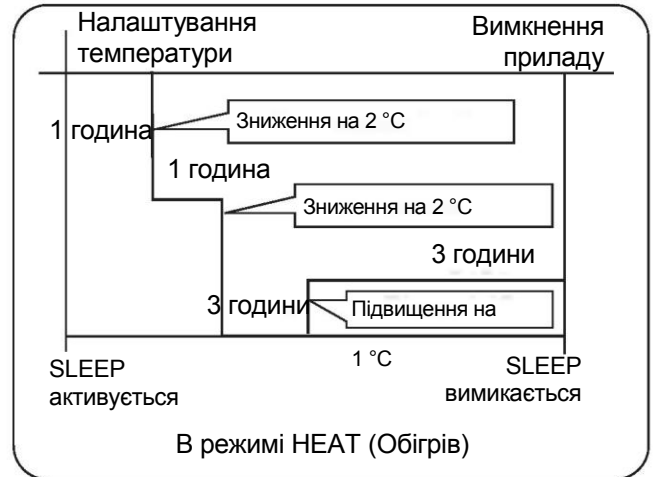 Налаштування
температури
Вимкнення
приладу
1 година
Зниження на 2 °C
1 година
Зниження на 2 °C
3 години
3 години
Підвищення на
1 °C
SLEEP
активується
SLEEP
вимикається
В режимі HEAT (Обігрів)